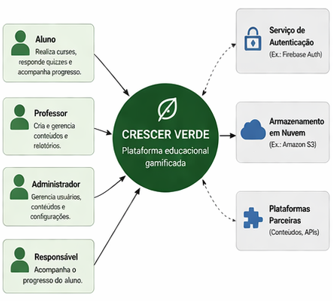 Aluno
Realiza curses,
responde quizzes e
acompanha progresso.
Professor
Cria e gerencia
conteúdos e
relatórios.
Administrador
Gerencia usuários,
conteúdos e
configurações.
Responsável
Acompanha o
progresso do aluno.
CRESCER VERDE
Plataforma educacional
gamificada
Serviço de
Autenticação
(Ex.: Firebase Auth)
Armazenamento
em Nuvem
(Ex.: Amazon S3)
Plataformas
Parceiras
(Conteúdos, APIs)